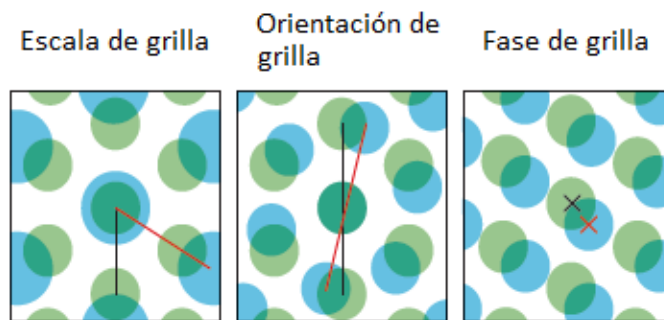 Escala de grilla
Orientación de
grilla
Fase de grilla